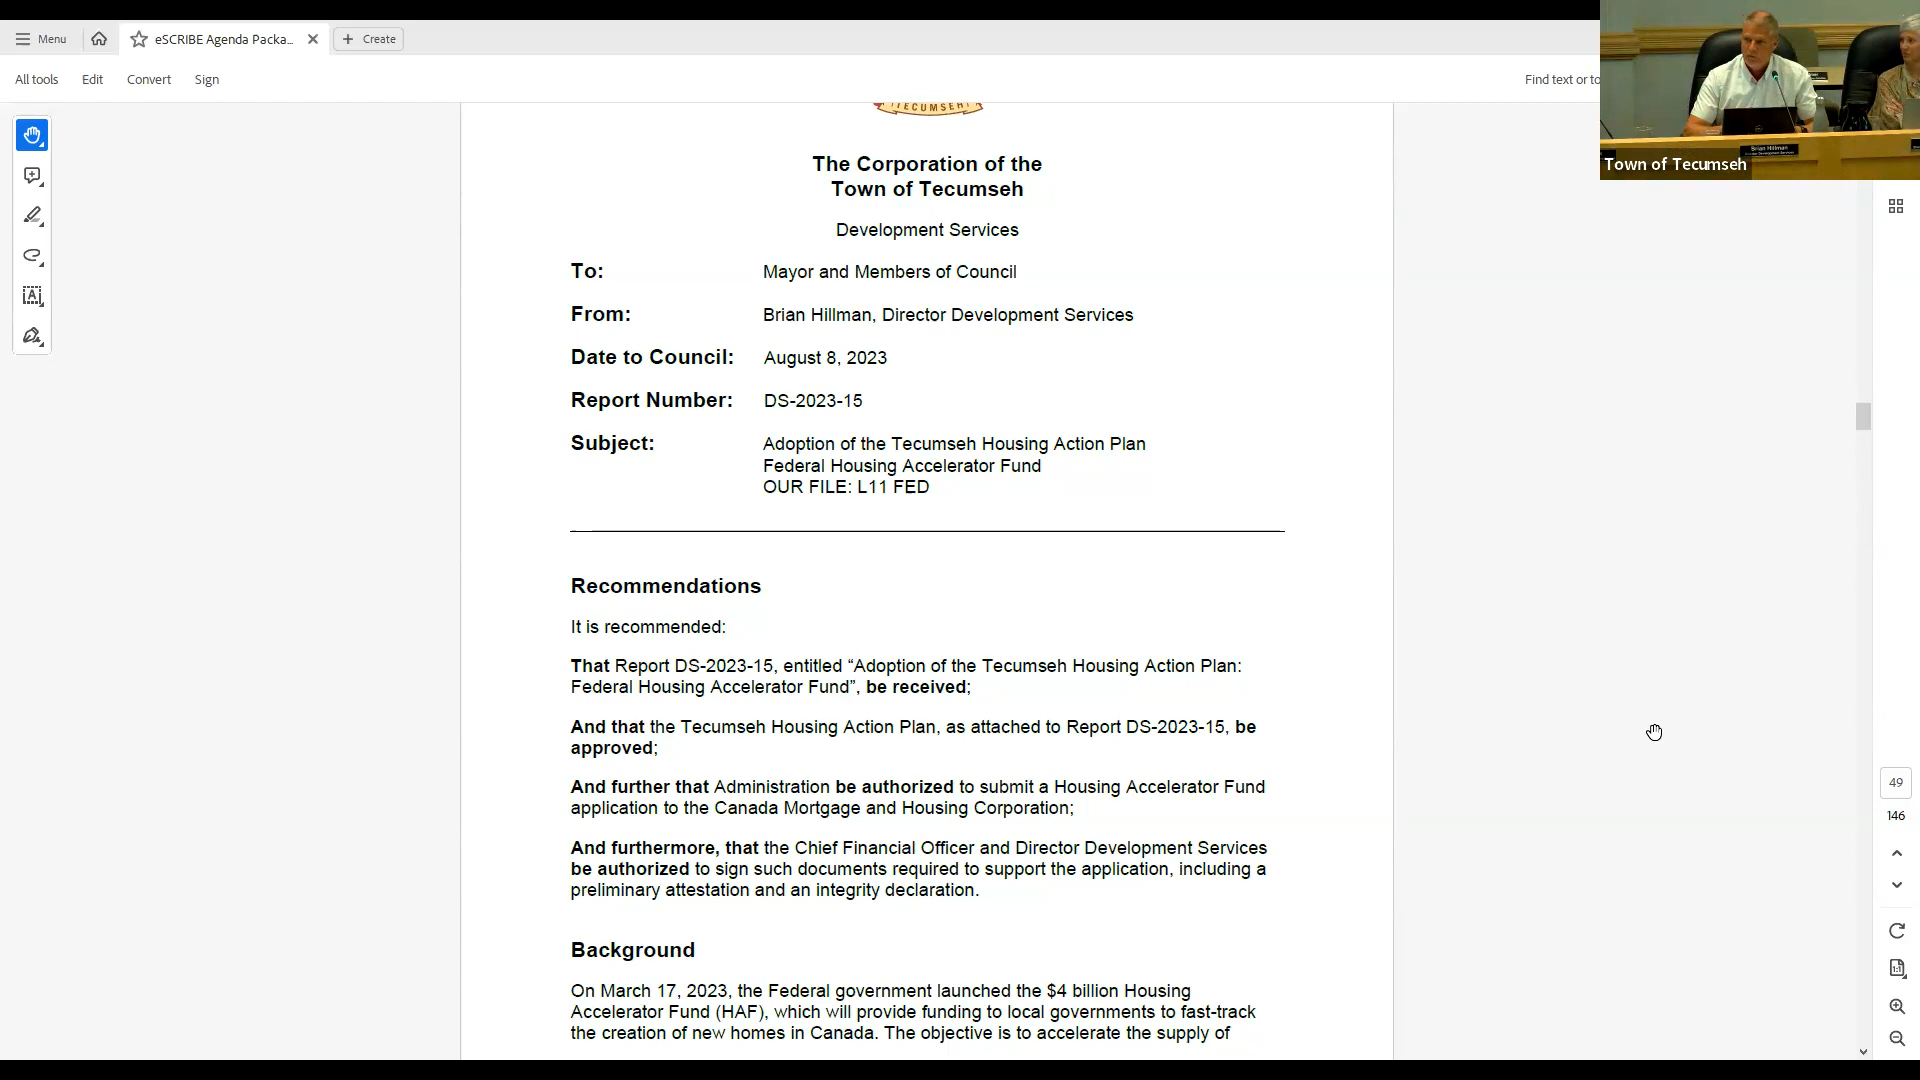 Menu
eSCRIBE Agenda Packa...
Create
All tools
Edit
Convert
Sign
Find text or to
TECUMSEH
The Corporation of the
Town of Tecumseh
Development Services
To: Mayor and Members of Council
From: Brian Hillman, Director Development Services
Date to Council: August 8, 2023
Report Number: DS-2023-15
Subject: Adoption of the Tecumseh Housing Action Plan
Federal Housing Accelerator Fund
OUR FILE: L11 FED
Recommendations
It is recommended:
That Report DS-2023-15, entitled “Adoption of the Tecumseh Housing Action Plan:
Federal Housing Accelerator Fund”, be received;
And that the Tecumseh Housing Action Plan, as attached to Report DS-2023-15, be
approved;
And further that Administration be authorized to submit a Housing Accelerator Fund
application to the Canada Mortgage and Housing Corporation;
And furthermore, that the Chief Financial Officer and Director Development Services
be authorized to sign such documents required to support the application, including a
preliminary attestation and an integrity declaration.
Background
On March 17, 2023, the Federal government launched the $4 billion Housing
Accelerator Fund (HAF), which will provide funding to local governments to fast-track
the creation of new homes in Canada. The objective is to accelerate the supply of
Brian Hillman
Town of Tecumseh
49
146
1:1